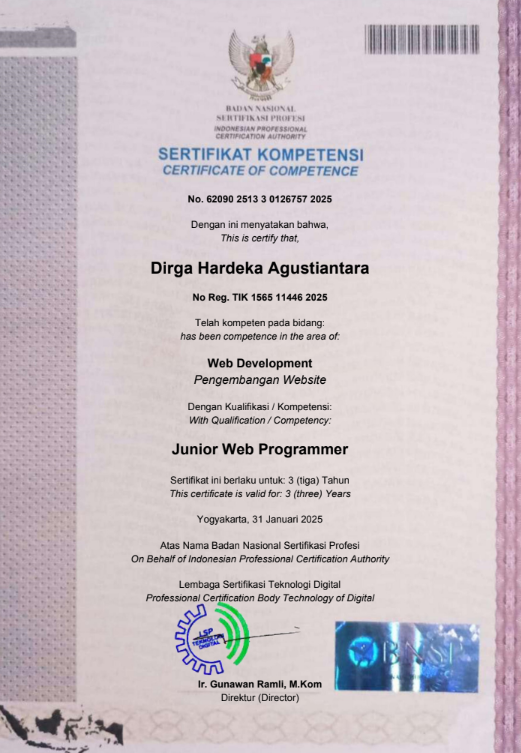 BADAN NASIONAL
SERTIFIKASI PROFESI
INDONESIAN PROFESSIONAL
CERTIFICATION AUTHORITY
SERTIFIKAT KOMPETENSI
CERTIFICATE OF COMPETENCE
No. 62090 2513 3 0126757 2025
Dengan ini menyatakan bahwa,
This is certify that,
Dirga Hardeka Agustiantara
No Reg. TIK 1565 11446 2025
Telah kompeten pada bidang:
has been competence in the area of:
Web Development
Pengembangan Website
Dengan Kualifikasi / Kompetensi:
With Qualification / Competency:
Junior Web Programmer
Sertifikat ini berlaku untuk: 3 (tiga) Tahun
This certificate is valid for: 3 (three) Years
Yogyakarta, 31 Januari 2025
Atas Nama Badan Nasional Sertifikasi Profesi
On Behalf of Indonesian Professional Certification Authority
Lembaga Sertifikasi Teknologi Digital
Professional Certification Body Technology of Digital
LSP
TEKNOLOGI
DIGITAL
BNSP
Ir. Gunawan Ramli, M.Kom
Direktur (Director)